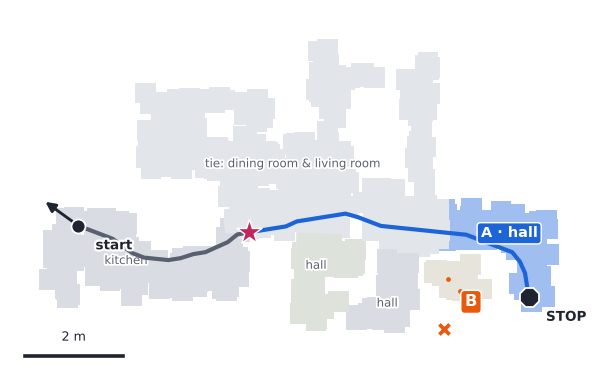 tie: dining room & living room
A · hall
start
kitchen
hall
hall
B
STOP
2 m